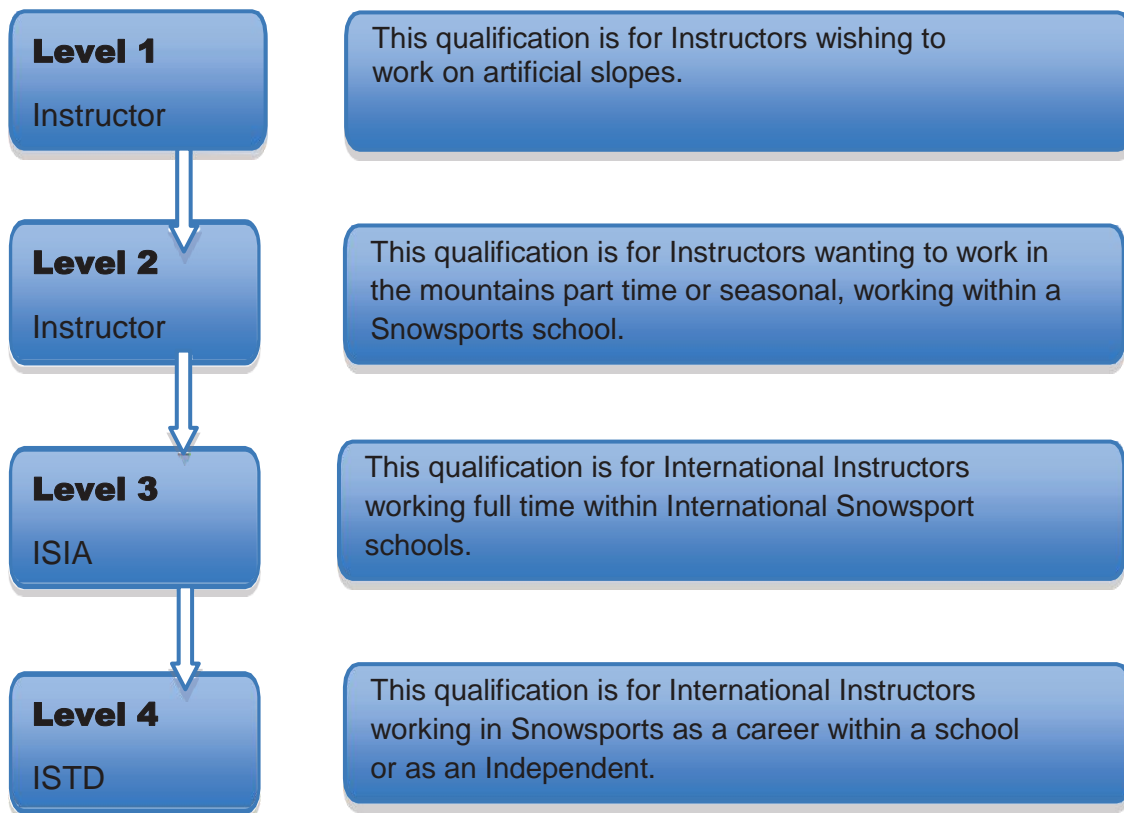 Level 1
Instructor
This qualification is for Instructors wishing to
work on artificial slopes.
Level 2
Instructor
This qualification is for Instructors wanting to work in
the mountains part time or seasonal, working within a
Snowsports school.
Level 3
ISIA
This qualification is for International Instructors
working full time within International Snowsport
schools.
Level 4
ISTD
This qualification is for International Instructors
working in Snowsports as a career within a school
or as an Independent.